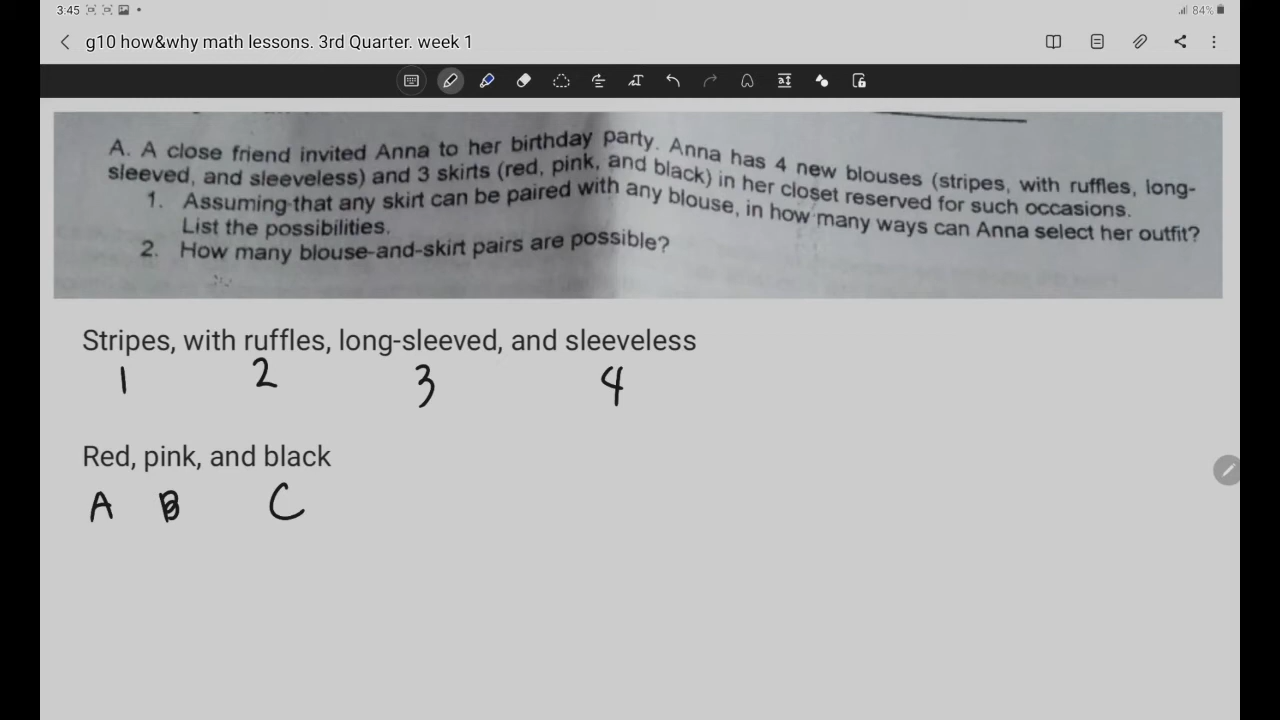 3:45
84%
g10 how&why math lessons. 3rd Quarter. week 1
A. A close friend invited Anna to her birthday party. Anna has 4 new blouses (stripes, with ruffles, long-
sleeved, and sleeveless) and 3 skirts (red, pink, and black) in her closet reserved for such occasions.
1. Assuming that any skirt can be paired with any blouse, in how many ways can Anna select her outfit?
List the possibilities.
2. How many blouse-and-skirt pairs are possible?
Stripes, with ruffles, long-sleeved, and sleeveless
1 2 3 4
Red, pink, and black
A B C